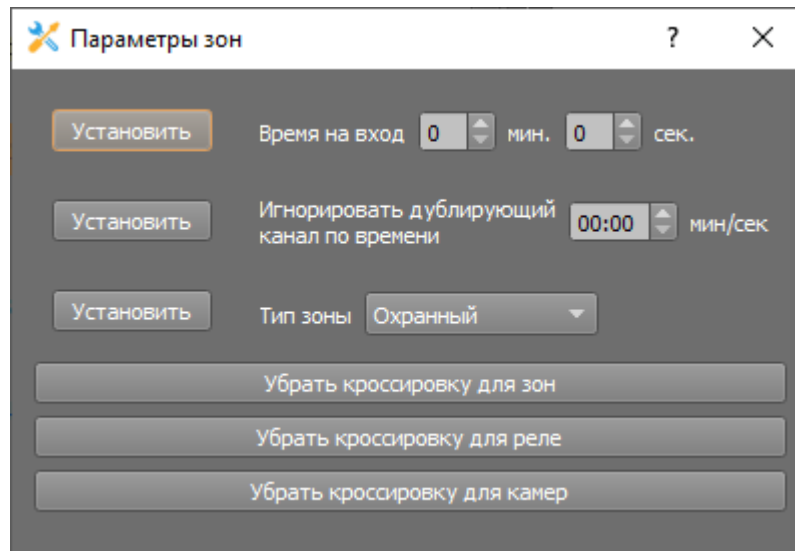 Параметры зон ?
Установить Время на вход 0 мин. 0 сек.
Установить Игнорировать дублирующий
канал по времени 00:00 мин/сек
Установить Тип зоны Охранный
Убрать кроссировку для зон
Убрать кроссировку для реле
Убрать кроссировку для камер